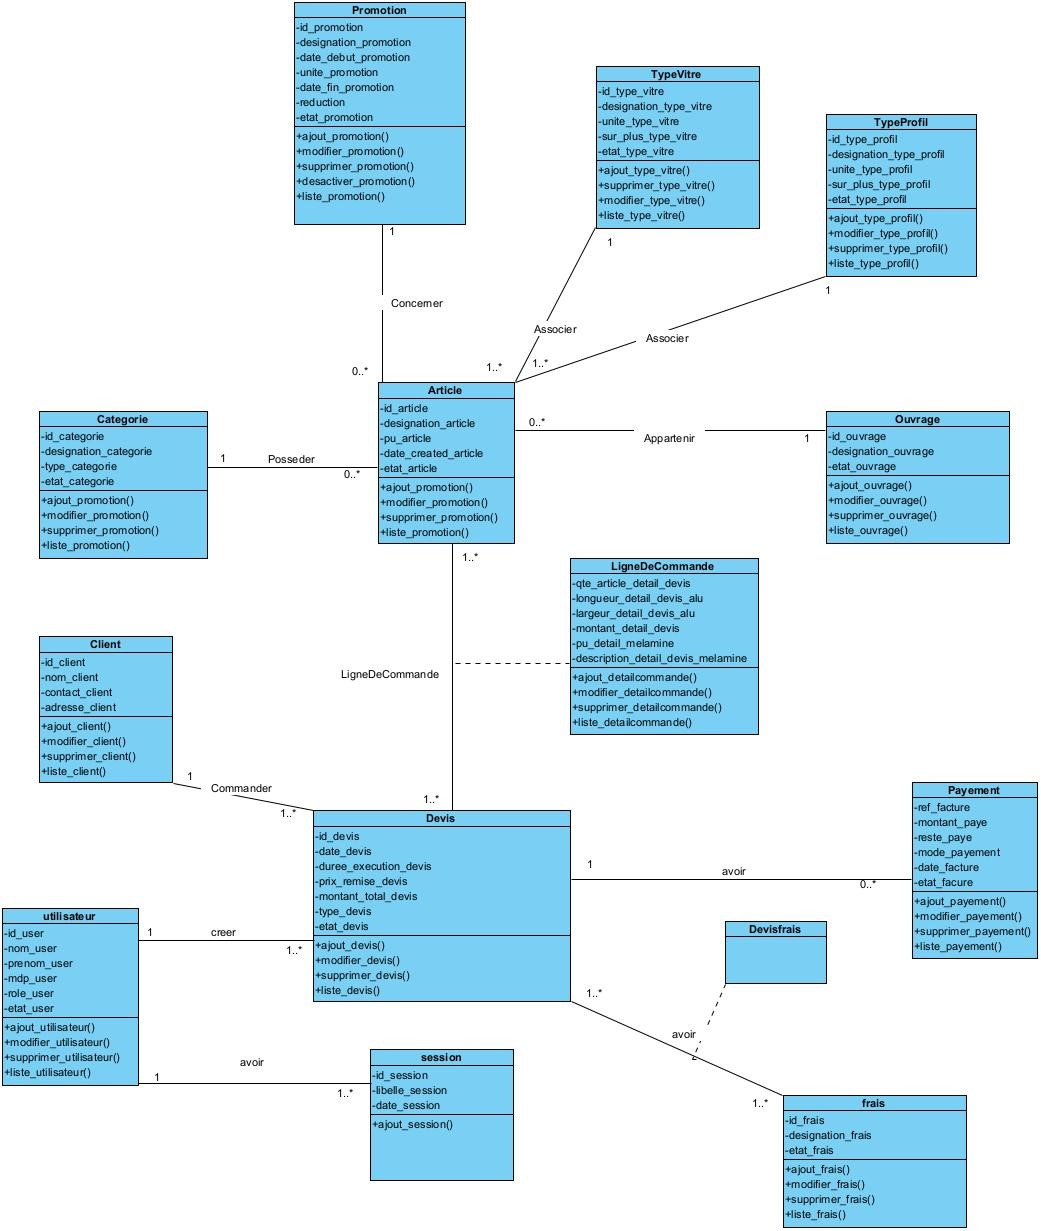 Promotion
-id_promotion
-designation_promotion
-date_debut_promotion
-unite_promotion
-date_fin_promotion
-reduction
-etat_promotion
+ajout_promotion()
+modifier_promotion()
+supprimer_promotion()
+desactiver_promotion()
+liste_promotion()
1
Concerner
0..*
TypeVitre
-id_type_vitre
-designation_type_vitre
-unite_type_vitre
-sur_plus_type_vitre
-etat_type_vitre
+ajout_type_vitre()
+supprimer_type_vitre()
+modifier_type_vitre()
+liste_type_vitre()
1
Associer
1..*
TypeProfil
-id_type_profil
-designation_type_profil
-unite_type_profil
-sur_plus_type_profil
-etat_type_profil
+ajout_type_profil()
+modifier_type_profil()
+supprimer_type_profil()
+liste_type_profil()
1
Associer
1..*
Categorie
-id_categorie
-designation_categorie
-type_categorie
-etat_categorie
+ajout_promotion()
+modifier_promotion()
+supprimer_promotion()
+liste_promotion()
1
Posseder
0..*
Article
-id_article
-designation_article
-pu_article
-date_created_article
-etat_article
+ajout_promotion()
+modifier_promotion()
+supprimer_promotion()
+liste_promotion()
0..*
Appartenir
1
Ouvrage
-id_ouvrage
-designation_ouvrage
-etat_ouvrage
+ajout_ouvrage()
+modifier_ouvrage()
+supprimer_ouvrage()
+liste_ouvrage()
1..*
LigneDeCommande
1..*
LigneDeCommande
-qte_article_detail_devis
-longueur_detail_devis_alu
-largeur_detail_devis_alu
-montant_detail_devis
-pu_detail_melamine
-description_detail_devis_melamine
+ajout_detailcommande()
+modifier_detailcommande()
+supprimer_detailcommande()
+liste_detailcommande()
Client
-id_client
-nom_client
-contact_client
-adresse_client
+ajout_client()
+modifier_client()
+supprimer_client()
+liste_client()
1
Commander
1..*
Devis
-id_devis
-date_devis
-duree_execution_devis
-prix_remise_devis
-montant_total_devis
-type_devis
-etat_devis
+ajout_devis()
+modifier_devis()
+supprimer_devis()
+liste_devis()
1
avoir
0..*
Payement
-ref_facture
-montant_paye
-reste_paye
-mode_payement
-date_facture
-etat_facure
+ajout_payement()
+modifier_payement()
+supprimer_payement()
+liste_payement()
utilisateur
-id_user
-nom_user
-prenom_user
-mdp_user
-role_user
-etat_user
+ajout_utilisateur()
+modifier_utilisateur()
+supprimer_utilisateur()
+liste_utilisateur()
1
creer
1..*
Devisfrais
1..*
avoir
1..*
1
avoir
1..*
session
-id_session
-libelle_session
-date_session
+ajout_session()
frais
-id_frais
-designation_frais
-etat_frais
+ajout_frais()
+modifier_frais()
+supprimer_frais()
+liste_frais()